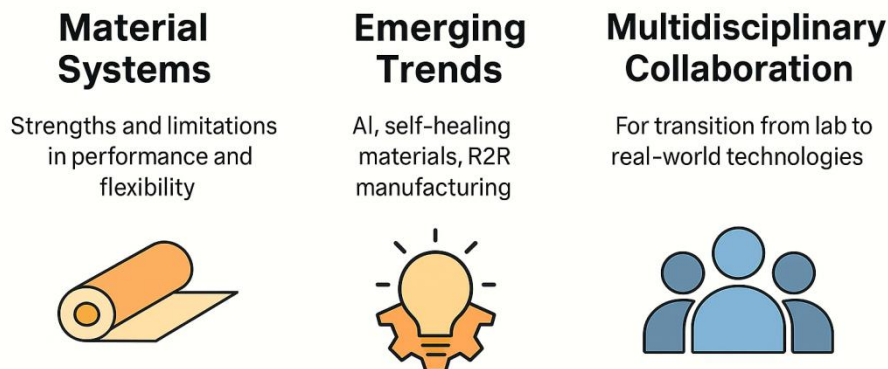 Material
Systems
Strengths and limitations
in performance and
flexibility
Emerging
Trends
AI, self-healing
materials, R2R
manufacturing
Multidisciplinary
Collaboration
For transition from lab to
real-world technologies